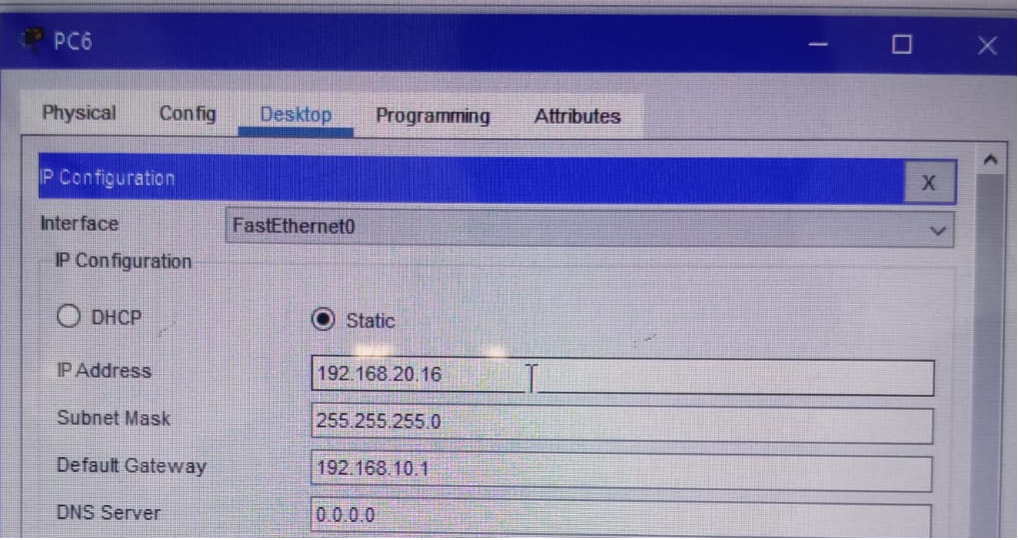 PC6
Physical Config Desktop Programming Attributes
IP Configuration X
Interface FastEthernet0
IP Configuration
DHCP Static
IP Address 192.168.20.16
Subnet Mask 255.255.255.0
Default Gateway 192.168.10.1
DNS Server 0.0.0.0